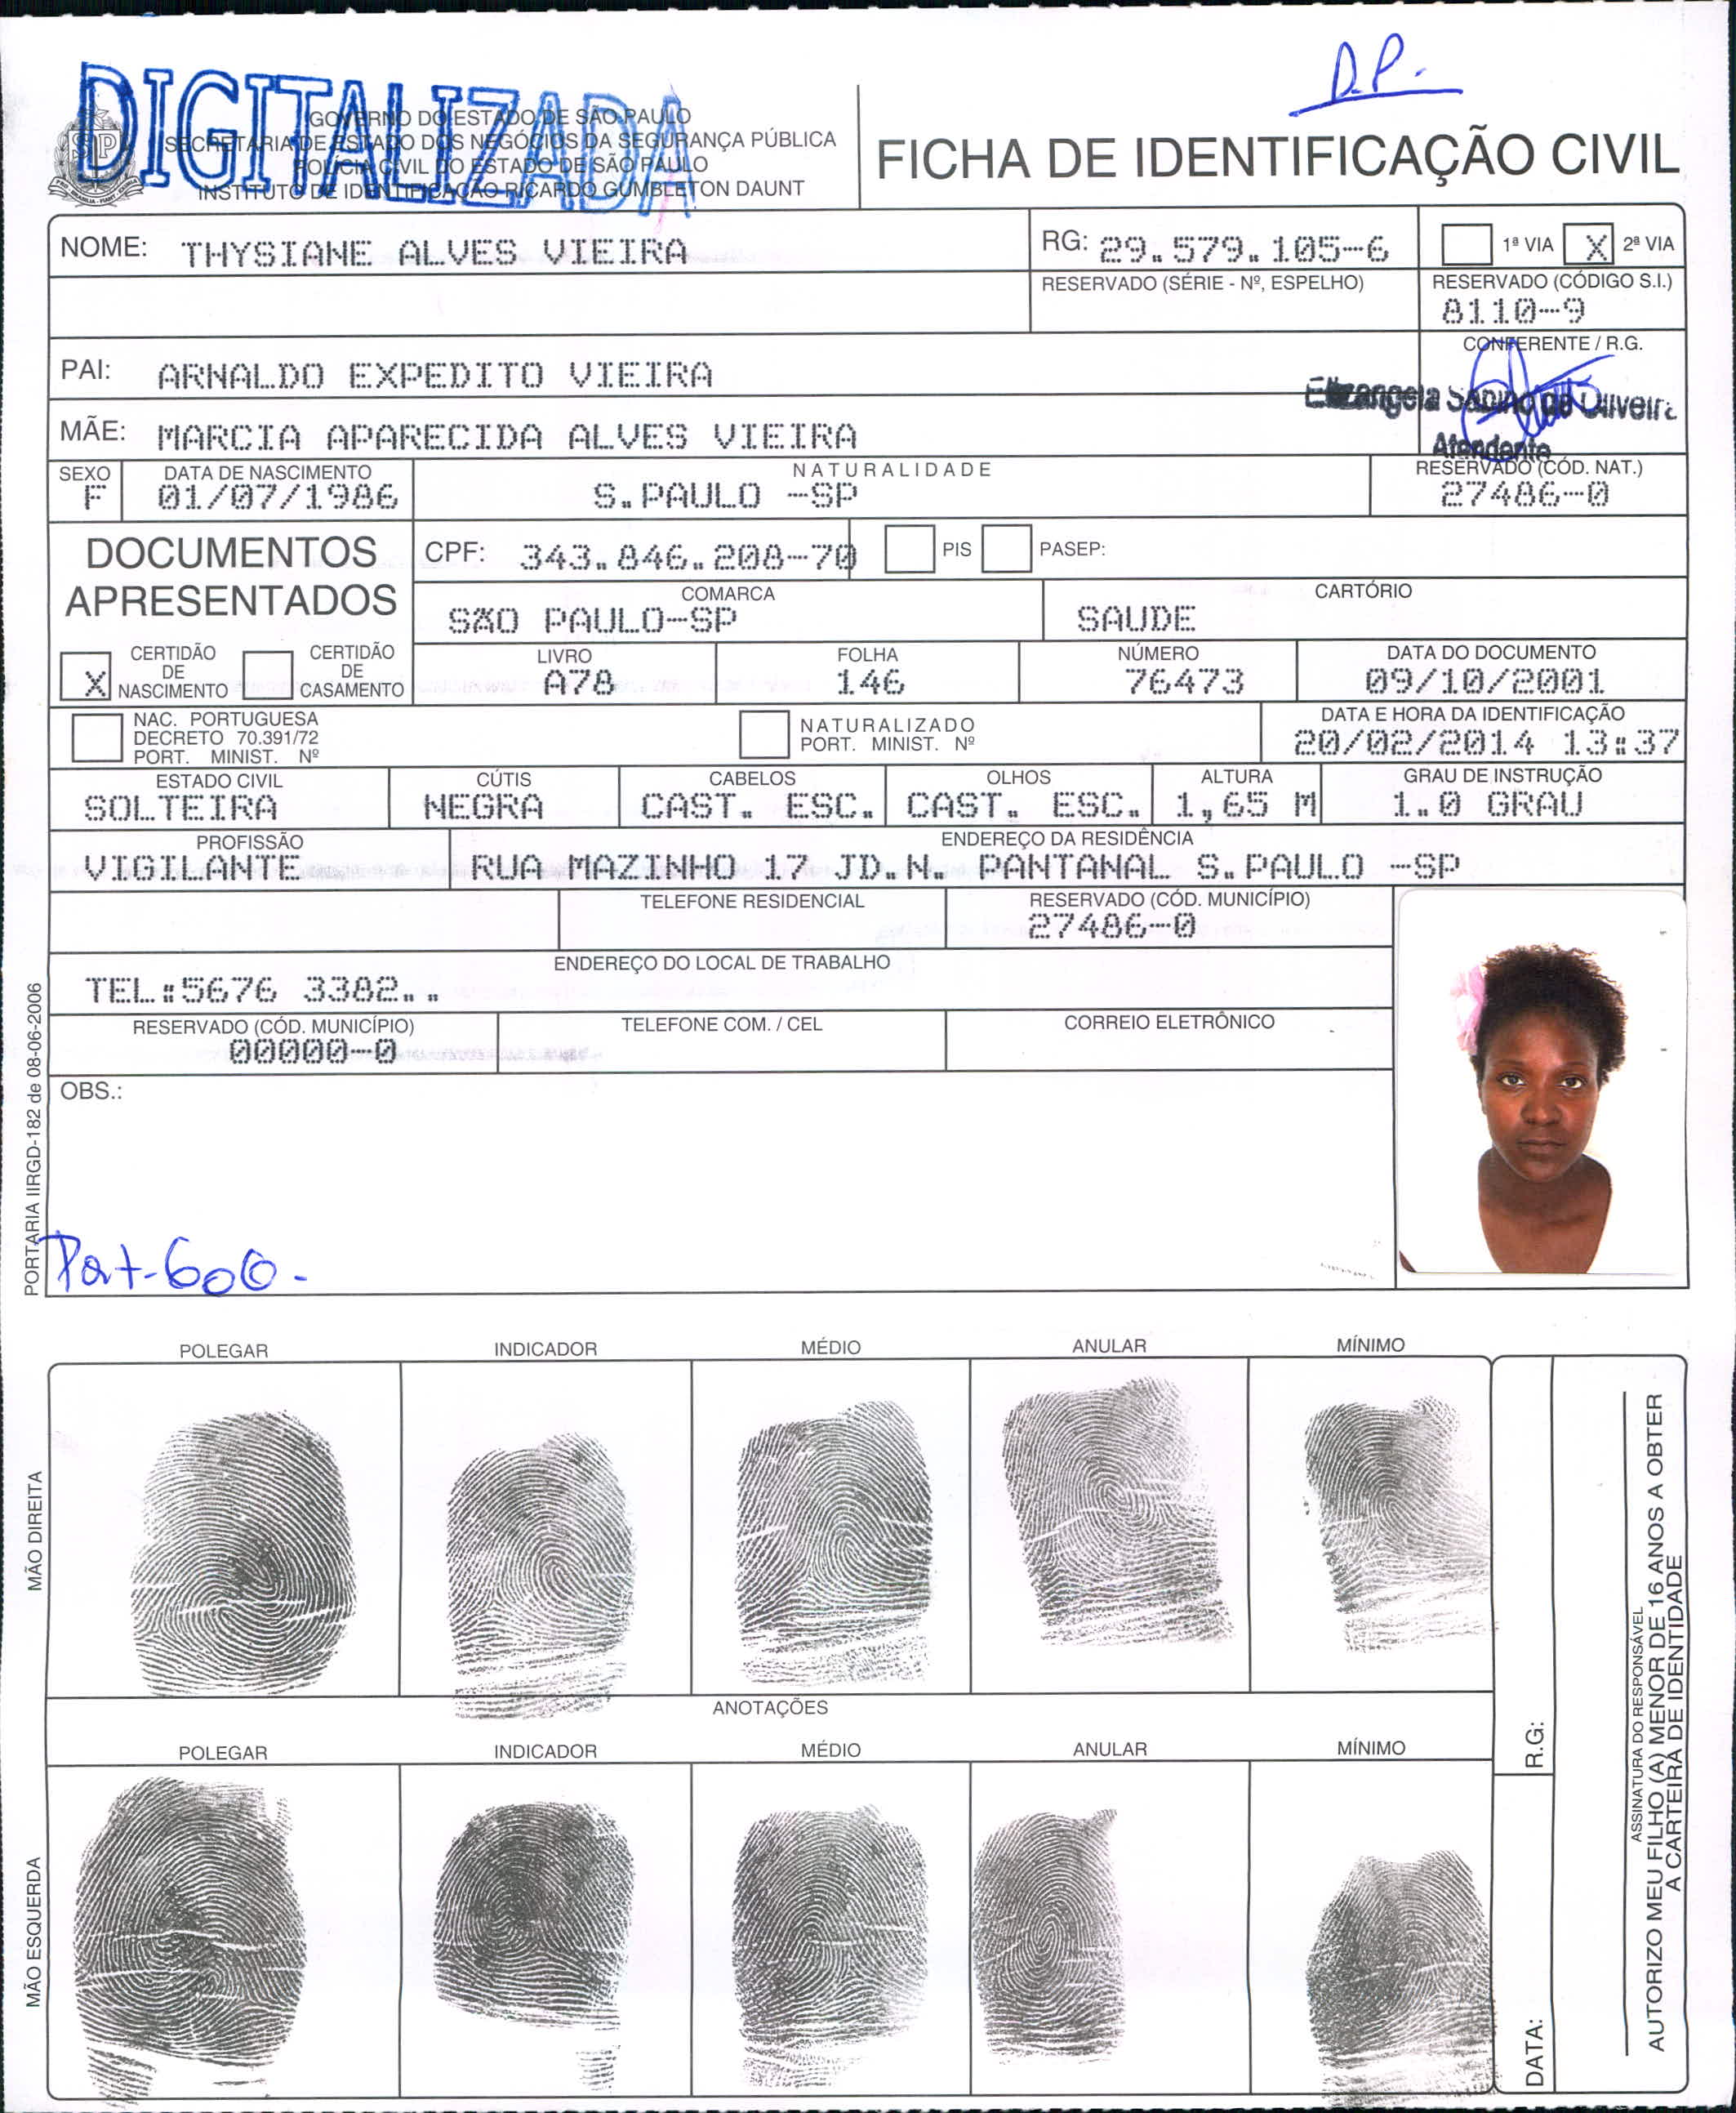 D.P.
DIGITALIZADA
GOVERNO DO ESTADO DE SÃO PAULO
SECRETARIA DE ESTADO DOS NEGÓCIOS DA SEGURANÇA PÚBLICA
POLÍCIA CIVIL DO ESTADO DE SÃO PAULO
INSTITUTO DE IDENTIFICAÇÃO RICARDO GUMBLETON DAUNT
FICHA DE IDENTIFICAÇÃO CIVIL
NOME: THYSIANE ALVES VIEIRA
RG: 29.579.105-6
1ª VIA X 2ª VIA
RESERVADO (SÉRIE - Nº, ESPELHO)
RESERVADO (CÓDIGO S.I.)
8110-9
PAI: ARNALDO EXPEDITO VIEIRA
CONFERENTE / R.G.
Elizangela Sabino de Oliveira
Atendente
MÃE: MARCIA APARECIDA ALVES VIEIRA
SEXO
F
DATA DE NASCIMENTO
01/07/1986
NATURALIDADE
S.PAULO -SP
RESERVADO (CÓD. NAT.)
27486-0
DOCUMENTOS
APRESENTADOS
CPF: 343.846.208-70
PIS
PASEP:
COMARCA
SÃO PAULO-SP
CARTÓRIO
SAUDE
X CERTIDÃO
DE
NASCIMENTO
CERTIDÃO
DE
CASAMENTO
LIVRO
A78
FOLHA
146
NÚMERO
76473
DATA DO DOCUMENTO
09/10/2001
NAC. PORTUGUESA
DECRETO 70.391/72
PORT. MINIST. Nº
NATURALIZADO
PORT. MINIST. Nº
DATA E HORA DA IDENTIFICAÇÃO
20/02/2014 13:37
ESTADO CIVIL
SOLTEIRA
CÚTIS
NEGRA
CABELOS
CAST. ESC.
OLHOS
CAST. ESC.
ALTURA
1,65 M
GRAU DE INSTRUÇÃO
1.0 GRAU
PROFISSÃO
VIGILANTE
ENDEREÇO DA RESIDÊNCIA
RUA MAZINHO 17 JD.N. PANTANAL S.PAULO -SP
TELEFONE RESIDENCIAL
RESERVADO (CÓD. MUNICÍPIO)
27486-0
ENDEREÇO DO LOCAL DE TRABALHO
TEL:5676 3382..
RESERVADO (CÓD. MUNICÍPIO)
00000-0
TELEFONE COM. / CEL
CORREIO ELETRÔNICO
OBS.:
Pat-600-
PORTARIA IIRGD-182 de 08-06-2006
POLEGAR INDICADOR MÉDIO ANULAR MÍNIMO
MÃO DIREITA
ANOTAÇÕES
POLEGAR INDICADOR MÉDIO ANULAR MÍNIMO
MÃO ESQUERDA
R.G:
DATA:
ASSINATURA DO RESPONSÁVEL
AUTORIZO MEU FILHO (A) MENOR DE 16 ANOS A OBTER
A CARTEIRA DE IDENTIDADE